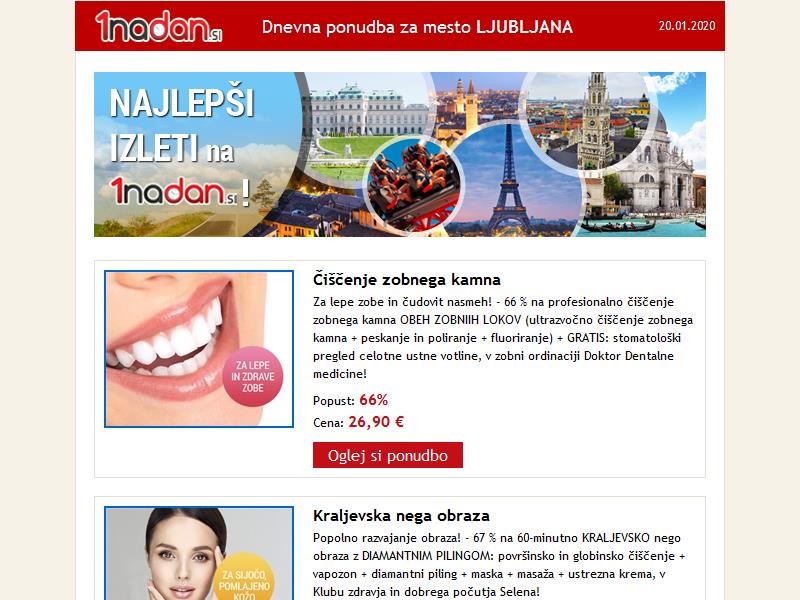 1nadan.si
Dnevna ponudba za mesto LJUBLJANA
20.01.2020
NAJLEPŠI
IZLETI na
1nadan.si!
ZA LEPE
IN ZDRAVE
ZOBE
Čiščenje zobnega kamna
Za lepe zobe in čudovit nasmeh! - 66 % na profesionalno čiščenje
zobnega kamna OBEH ZOBNIIH LOKOV (ultrazvočno čiščenje zobnega
kamna + peskanje in poliranje + fluoriranje) + GRATIS: stomatološki
pregled celotne ustne votline, v zobni ordinaciji Doktor Dentalne
medicine!
Popust: 66%
Cena: 26,90 €
Oglej si ponudbo
ZA SIJOČO,
POMLAJENO
KOŽO
Kraljevska nega obraza
Popolno razvajanje obraza! - 67 % na 60-minutno KRALJEVSKO nego
obraza z DIAMANTNIM PILINGOM: površinsko in globinsko čiščenje +
vapozon + diamantni piling + maska + masaža + ustrezna krema, v
Klubu zdravja in dobrega počutja Selena!